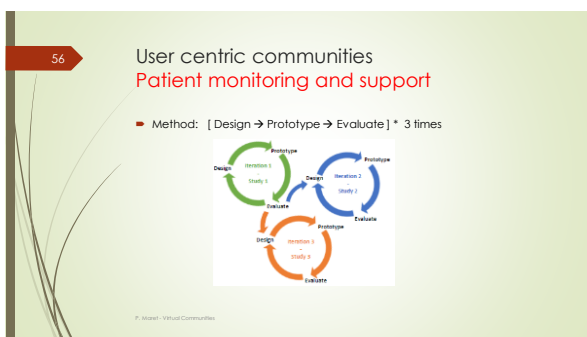 56
User centric communities
Patient monitoring and support
Method: [ Design → Prototype → Evaluate ] * 3 times
Prototype
Design
Iteration 1
-
Study 1
Evaluate
Prototype
Design
Iteration 2
-
Study 2
Evaluate
Prototype
Design
Iteration 3
-
Study 3
Evaluate
P. Maret - Virtual Communities